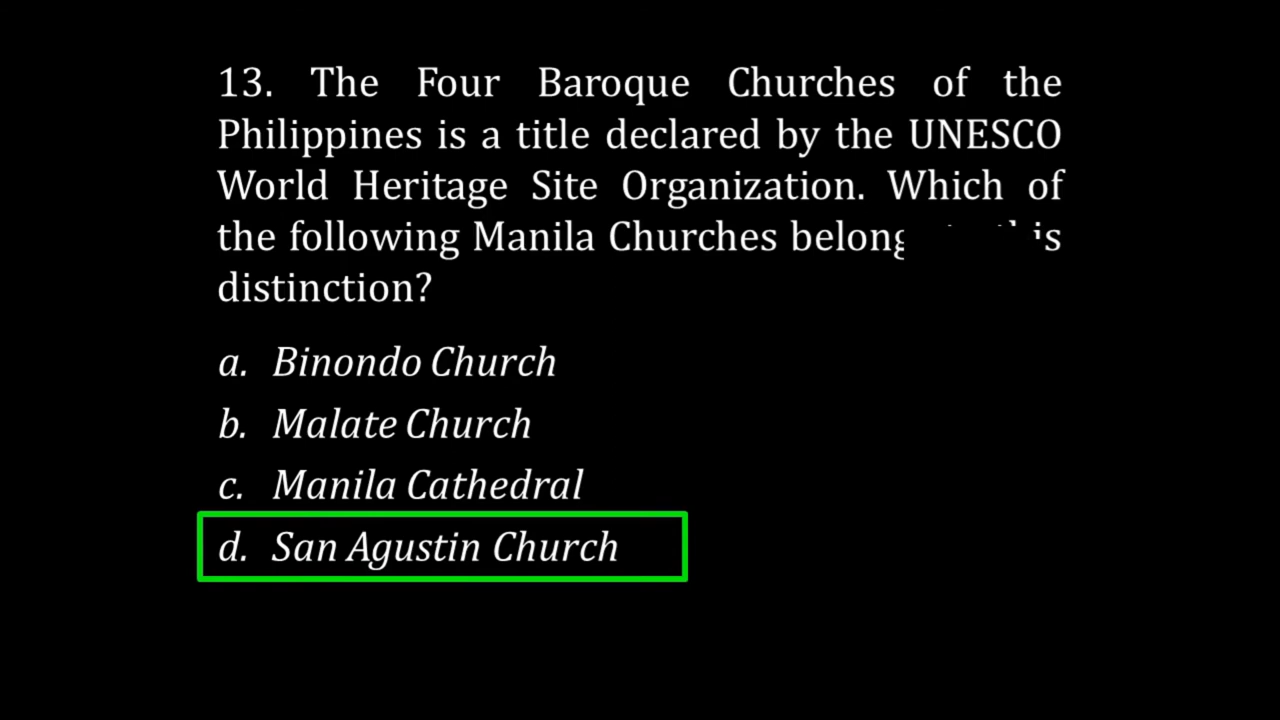 13. The Four Baroque Churches of the
Philippines is a title declared by the UNESCO
World Heritage Site Organization. Which of
the following Manila Churches belong
distinction?
a. Binondo Church
b. Malate Church
c. Manila Cathedral
d. San Agustin Church